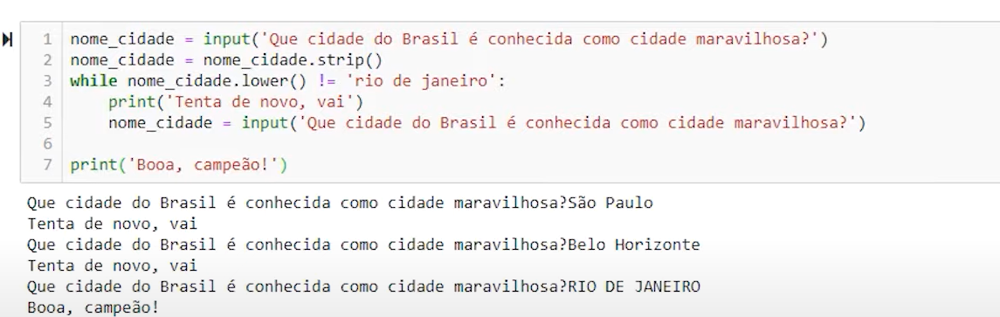 1 nome_cidade = input('Que cidade do Brasil é conhecida como cidade maravilhosa?')
2 nome_cidade = nome_cidade.strip()
3 while nome_cidade.lower() != 'rio de janeiro':
4     print('Tenta de novo, vai')
5     nome_cidade = input('Que cidade do Brasil é conhecida como cidade maravilhosa?')
6
7 print('Booa, campeão!')
Que cidade do Brasil é conhecida como cidade maravilhosa?São Paulo
Tenta de novo, vai
Que cidade do Brasil é conhecida como cidade maravilhosa?Belo Horizonte
Tenta de novo, vai
Que cidade do Brasil é conhecida como cidade maravilhosa?RIO DE JANEIRO
Booa, campeão!